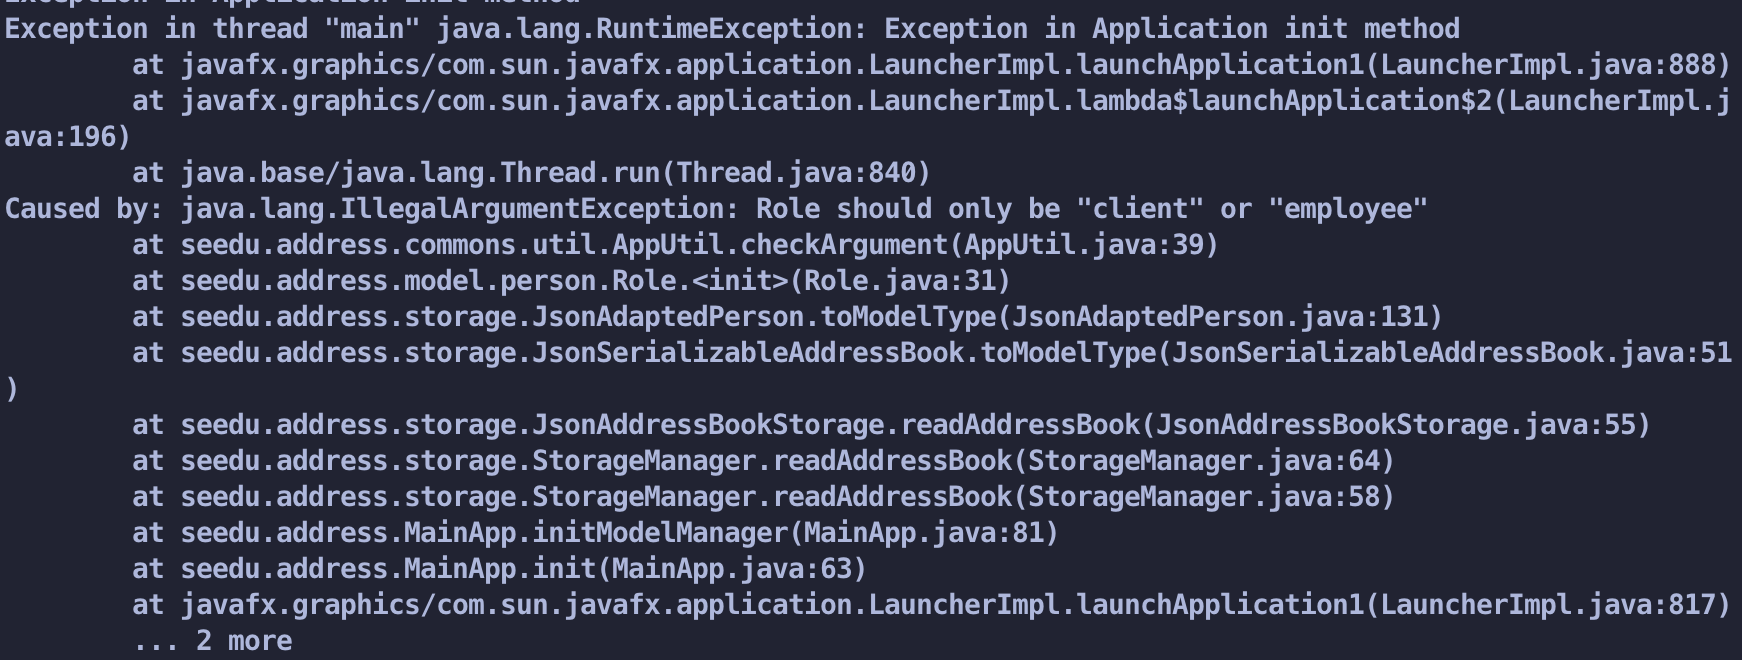 Exception in Application init method
Exception in thread "main" java.lang.RuntimeException: Exception in Application init method
        at javafx.graphics/com.sun.javafx.application.LauncherImpl.launchApplication1(LauncherImpl.java:888)
        at javafx.graphics/com.sun.javafx.application.LauncherImpl.lambda$launchApplication$2(LauncherImpl.j
ava:196)
        at java.base/java.lang.Thread.run(Thread.java:840)
Caused by: java.lang.IllegalArgumentException: Role should only be "client" or "employee"
        at seedu.address.commons.util.AppUtil.checkArgument(AppUtil.java:39)
        at seedu.address.model.person.Role.<init>(Role.java:31)
        at seedu.address.storage.JsonAdaptedPerson.toModelType(JsonAdaptedPerson.java:131)
        at seedu.address.storage.JsonSerializableAddressBook.toModelType(JsonSerializableAddressBook.java:51
)
        at seedu.address.storage.JsonAddressBookStorage.readAddressBook(JsonAddressBookStorage.java:55)
        at seedu.address.storage.StorageManager.readAddressBook(StorageManager.java:64)
        at seedu.address.storage.StorageManager.readAddressBook(StorageManager.java:58)
        at seedu.address.MainApp.initModelManager(MainApp.java:81)
        at seedu.address.MainApp.init(MainApp.java:63)
        at javafx.graphics/com.sun.javafx.application.LauncherImpl.launchApplication1(LauncherImpl.java:817)
        ... 2 more